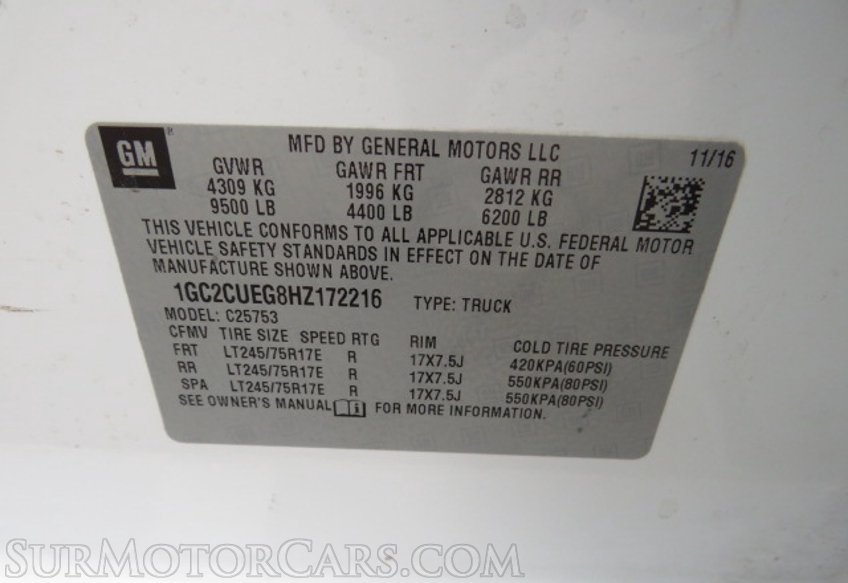 GM
MFD BY GENERAL MOTORS LLC 11/16
GVWR GAWR FRT GAWR RR
4309 KG 1996 KG 2812 KG
9500 LB 4400 LB 6200 LB
THIS VEHICLE CONFORMS TO ALL APPLICABLE U.S. FEDERAL MOTOR
VEHICLE SAFETY STANDARDS IN EFFECT ON THE DATE OF
MANUFACTURE SHOWN ABOVE.
1GC2CUEG8HZ172216 TYPE: TRUCK
MODEL: C25753
CFMV TIRE SIZE SPEED RTG RIM COLD TIRE PRESSURE
FRT LT245/75R17E R 17X7.5J 420KPA(60PSI)
RR LT245/75R17E R 17X7.5J 550KPA(80PSI)
SPA LT245/75R17E R 17X7.5J 550KPA(80PSI)
SEE OWNER'S MANUAL i FOR MORE INFORMATION.
SurMotorCars.com